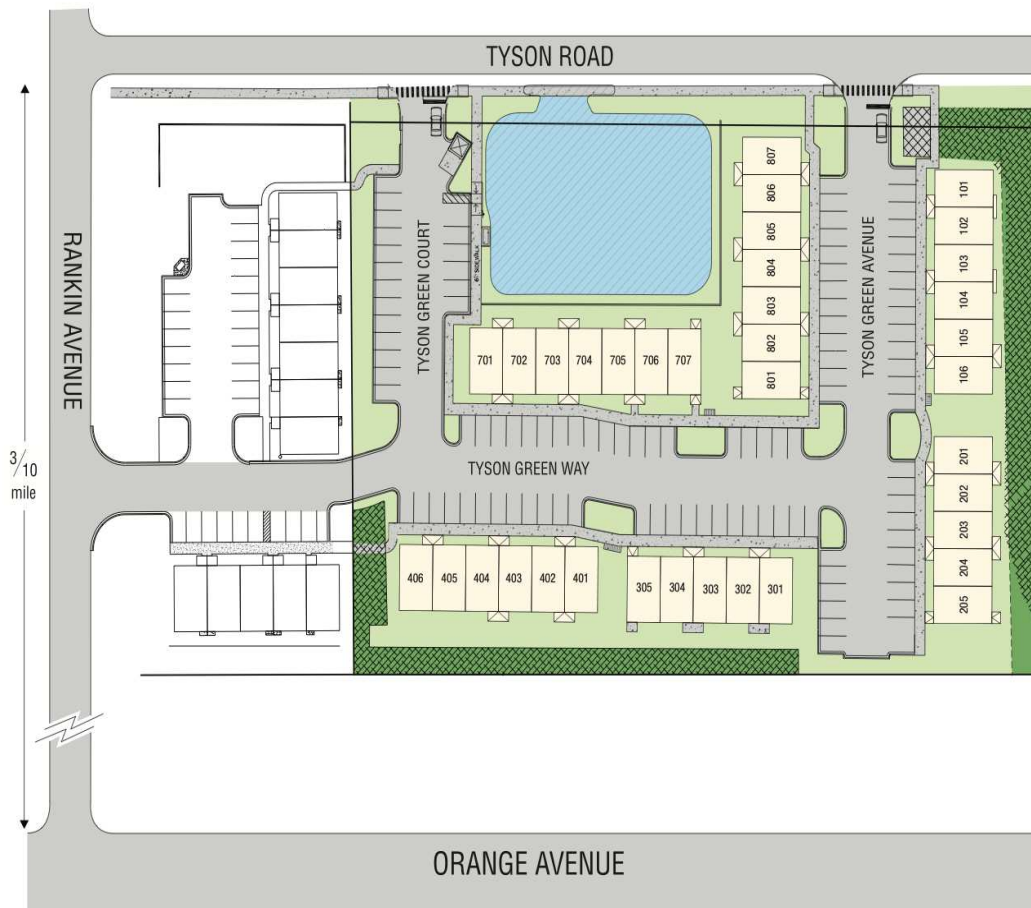 TYSON ROAD
RANKIN AVENUE
TYSON GREEN COURT
TYSON GREEN AVENUE
TYSON GREEN WAY
ORANGE AVENUE
3/10
mile
807
806
805
804
803
802
801
101
102
103
104
105
106
201
202
203
204
205
701 702 703 704 705 706 707
406 405 404 403 402 401
305 304 303 302 301